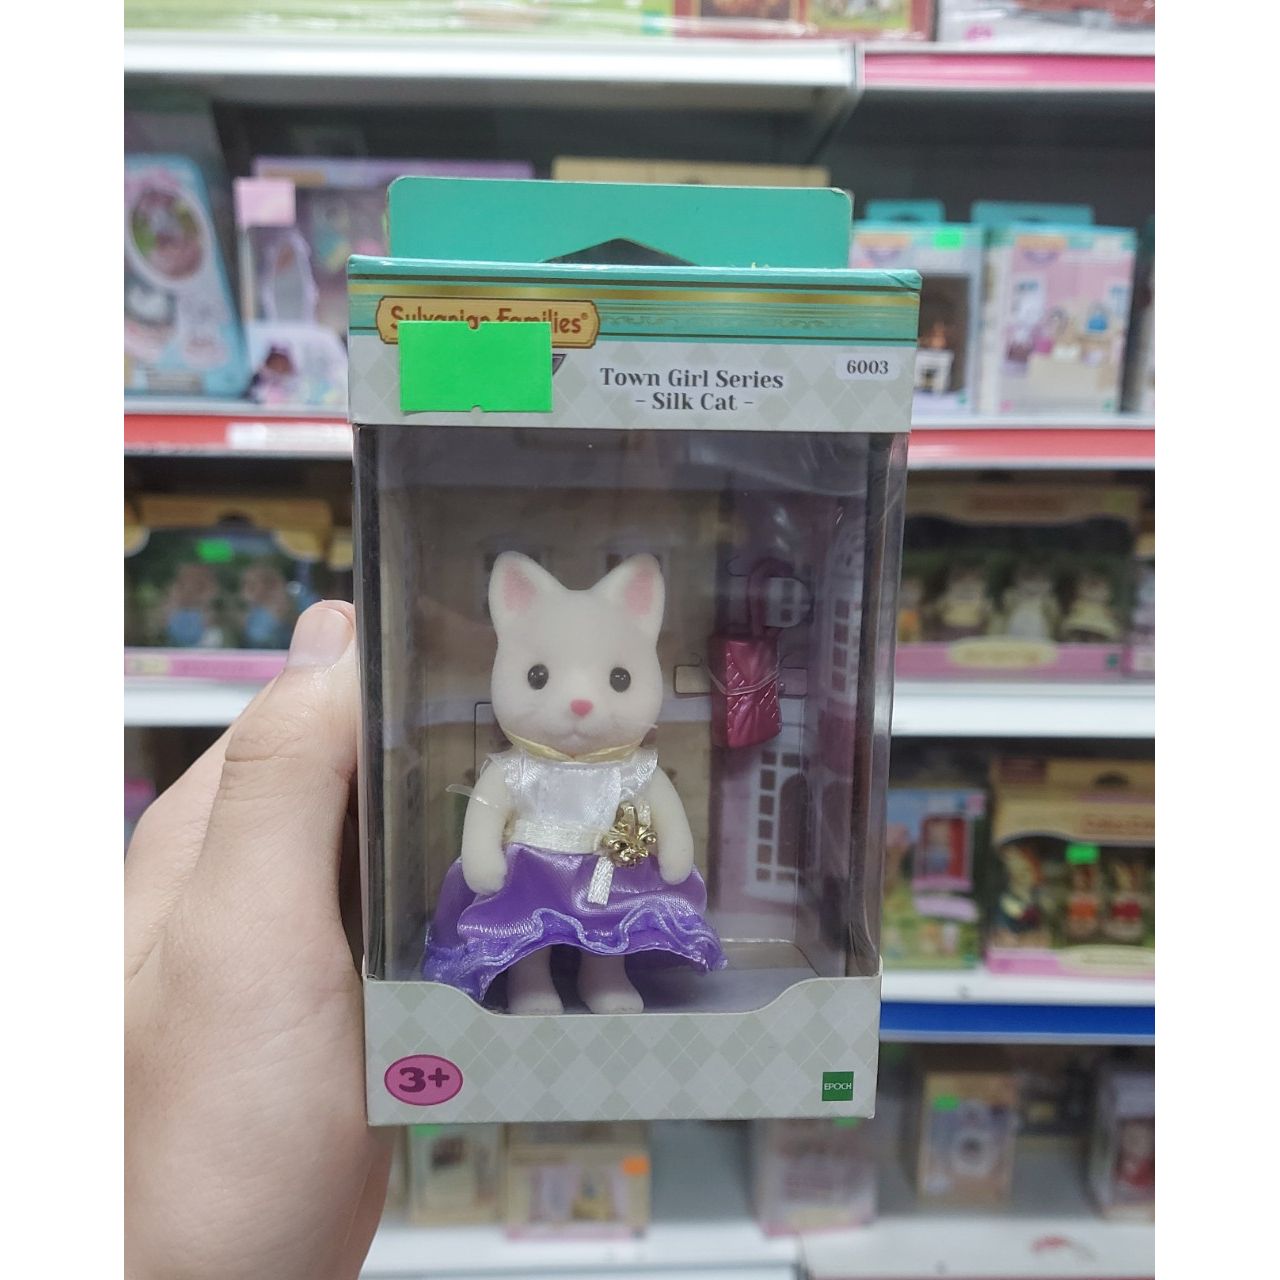 Sylvanian Families®
Town Girl Series
- Silk Cat -
6003
3+
EPOCH